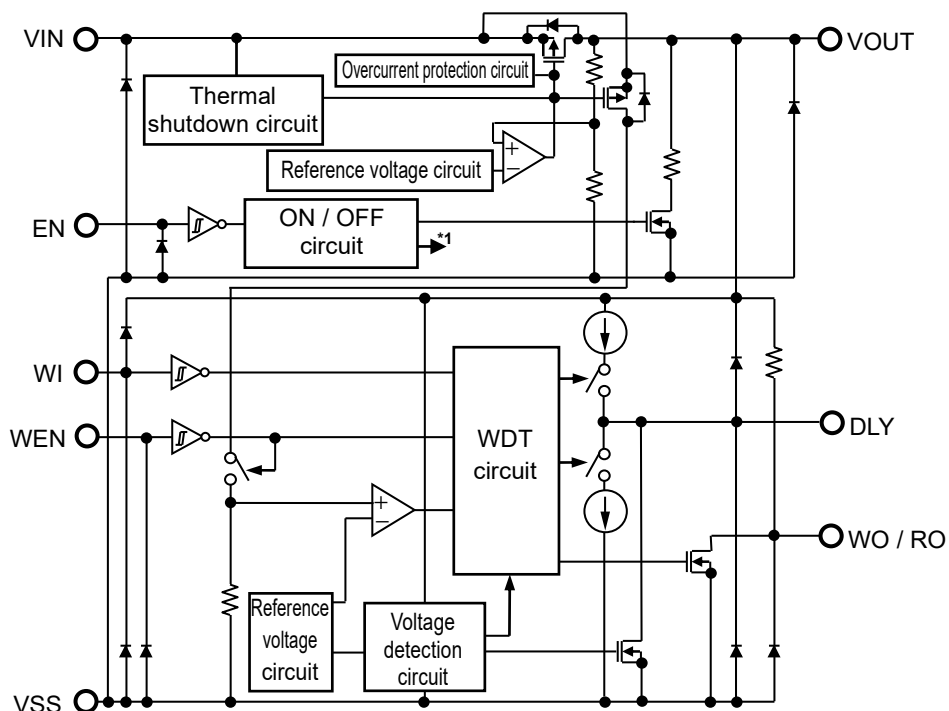 VIN
VOUT
Overcurrent protection circuit
Thermal
shutdown circuit
+
−
Reference voltage circuit
EN
ON / OFF
circuit
*1
WI
WEN
WDT
circuit
DLY
+
−
WO / RO
Reference
voltage
circuit
Voltage
detection
circuit
VSS